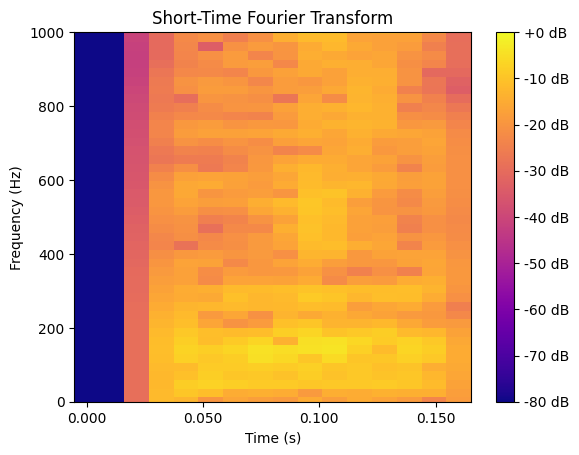 Short-Time Fourier Transform
1000
800
600
400
200
0
Frequency (Hz)
0.000
0.050
0.100
0.150
Time (s)
+0 dB
-10 dB
-20 dB
-30 dB
-40 dB
-50 dB
-60 dB
-70 dB
-80 dB